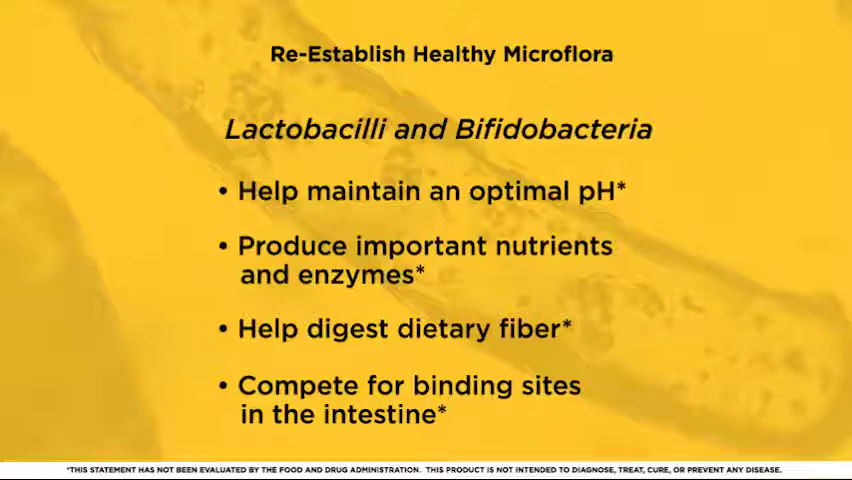 Re-Establish Healthy Microflora
Lactobacilli and Bifidobacteria
• Help maintain an optimal pH*
• Produce important nutrients
and enzymes*
• Help digest dietary fiber*
• Compete for binding sites
in the intestine*
*THIS STATEMENT HAS NOT BEEN EVALUATED BY THE FOOD AND DRUG ADMINISTRATION. THIS PRODUCT IS NOT INTENDED TO DIAGNOSE, TREAT, CURE, OR PREVENT ANY DISEASE.